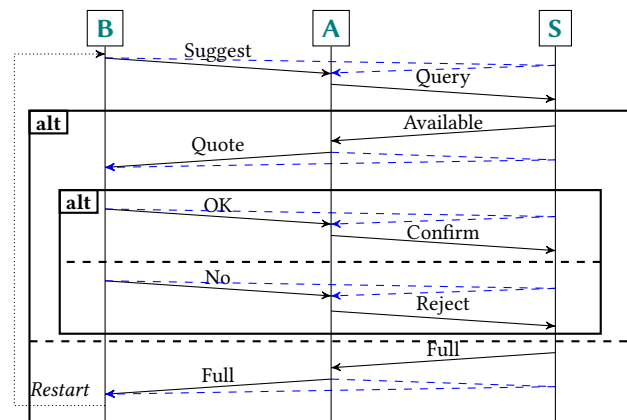 B A S
Suggest
Query
alt
Available
Quote
alt
OK
Confirm
No
Reject
Full
Full
Restart